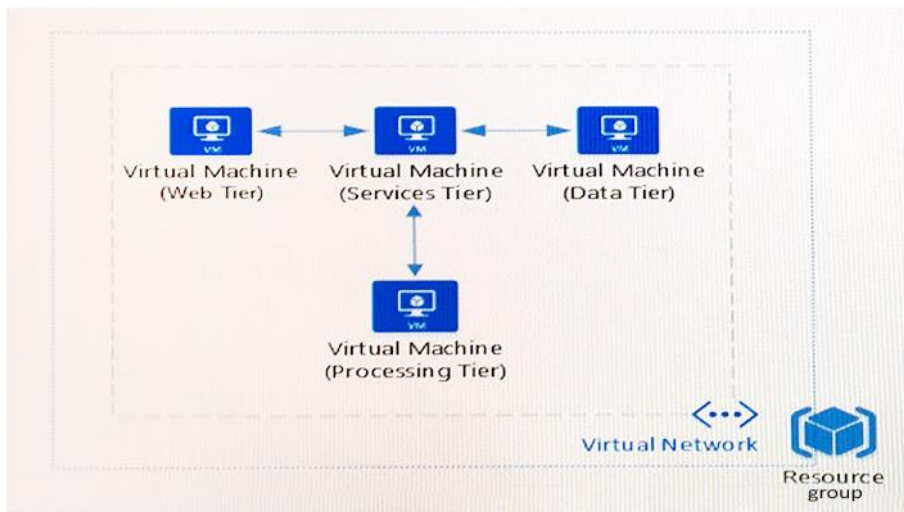 VM
VM
VM
Virtual Machine
(Web Tier)
Virtual Machine
(Services Tier)
Virtual Machine
(Data Tier)
VM
Virtual Machine
(Processing Tier)
Virtual Network
Resource
group